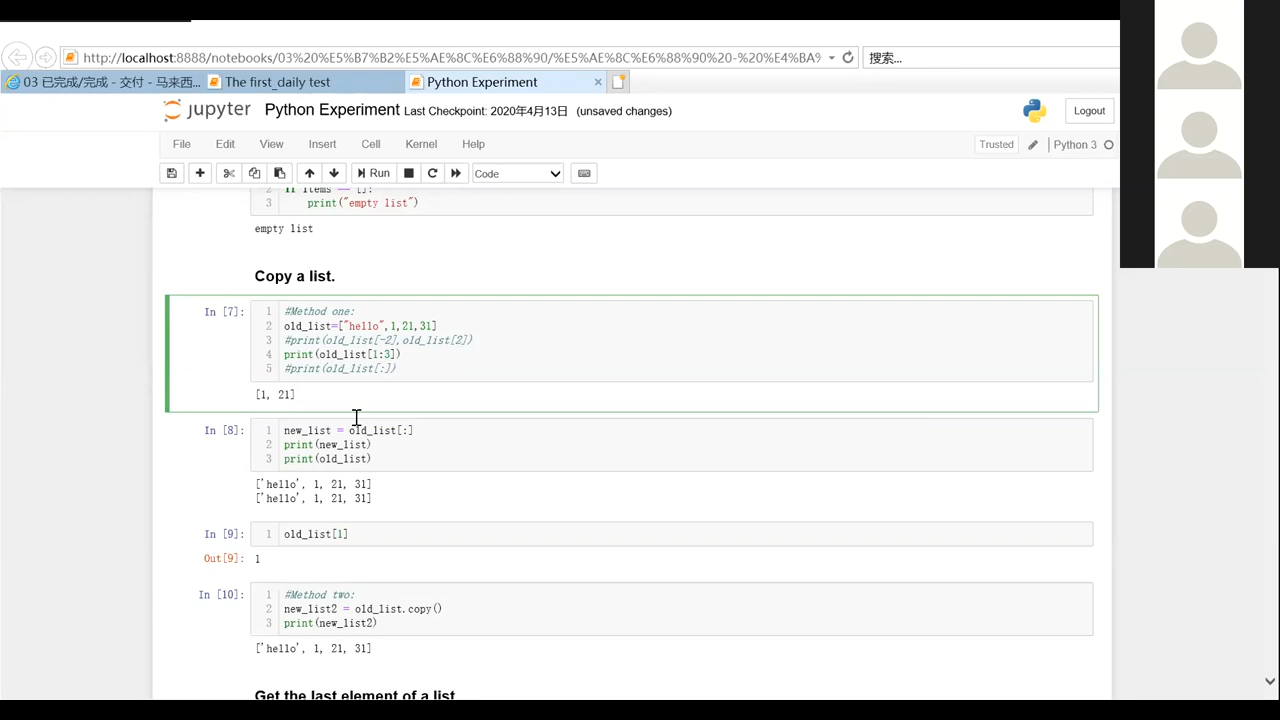 http://localhost:8888/notebooks/03%20%E5%B7%B2%E5%AE%8C%E6%88%90/%E5%AE%8C%E6%88%90%20-%20%E4%BA%9
搜索...
03 已完成/完成 - 交付 - 马来西...
The first_daily test
Python Experiment
jupyter Python Experiment Last Checkpoint: 2020年4月13日 (unsaved changes)
Logout
File Edit View Insert Cell Kernel Help
Trusted
Python 3
Run
Code
2 if items == []:
3 print("empty list")
empty list
Copy a list.
In [7]: 1 #Method one:
2 old_list=["hello",1,21,31]
3 #print(old_list[-2],old_list[2])
4 print(old_list[1:3])
5 #print(old_list[:])
[1, 21]
In [8]: 1 new_list = old_list[:]
2 print(new_list)
3 print(old_list)
['hello', 1, 21, 31]
['hello', 1, 21, 31]
In [9]: 1 old_list[1]
Out[9]: 1
In [10]: 1 #Method two:
2 new_list2 = old_list.copy()
3 print(new_list2)
['hello', 1, 21, 31]
Get the last element of a list